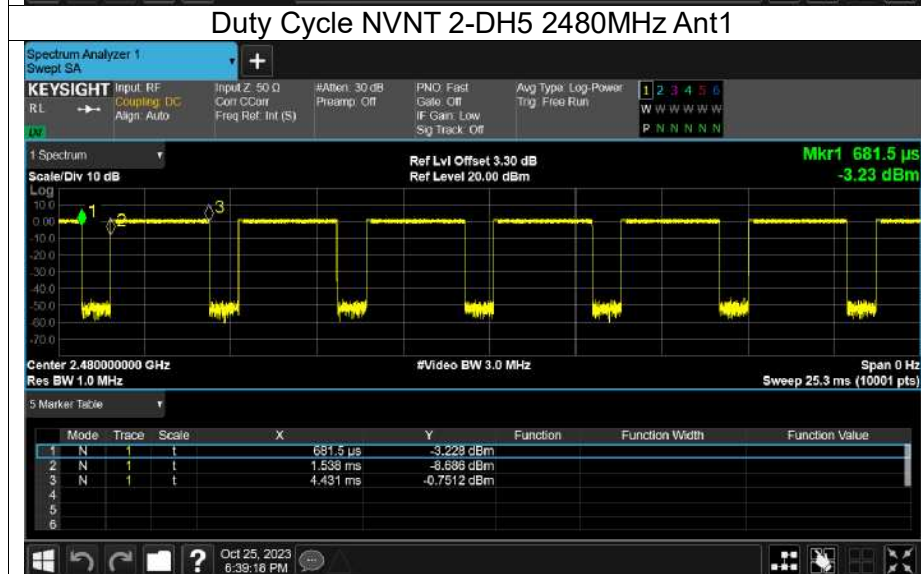 Duty Cycle NVNT 2-DH5 2480MHz Ant1
Spectrum Analyzer 1
Swept SA
+
KEYSIGHT Input: RF Input Z: 50 Ω #Atten: 30 dB PNO: Fast Avg Type: Log-Power 1 2 3 4 5 6
RL Coupling: DC Corr CCorr Preamp: Off Gate: Off Trig: Free Run W W W W W W
Align: Auto Freq Ref: Int (S) IF Gain: Low
Sig Track: Off P N N N N N
1 Spectrum Ref Lvl Offset 3.30 dB Mkr1 681.5 µs
Scale/Div 10 dB Ref Level 20.00 dBm -3.23 dBm
Log
10.0
0.00
-10.0
-20.0
-30.0
-40.0
-50.0
-60.0
-70.0
1 2 3
Center 2.480000000 GHz #Video BW 3.0 MHz Span 0 Hz
Res BW 1.0 MHz Sweep 25.3 ms (10001 pts)
5 Marker Table
Mode Trace Scale X Y Function Function Width Function Value
1 N 1 t 681.5 µs -3.228 dBm
2 N 1 t 1.538 ms -8.686 dBm
3 N 1 t 4.431 ms -0.7512 dBm
4
5
6
? Oct 25, 2023
6:39:18 PM